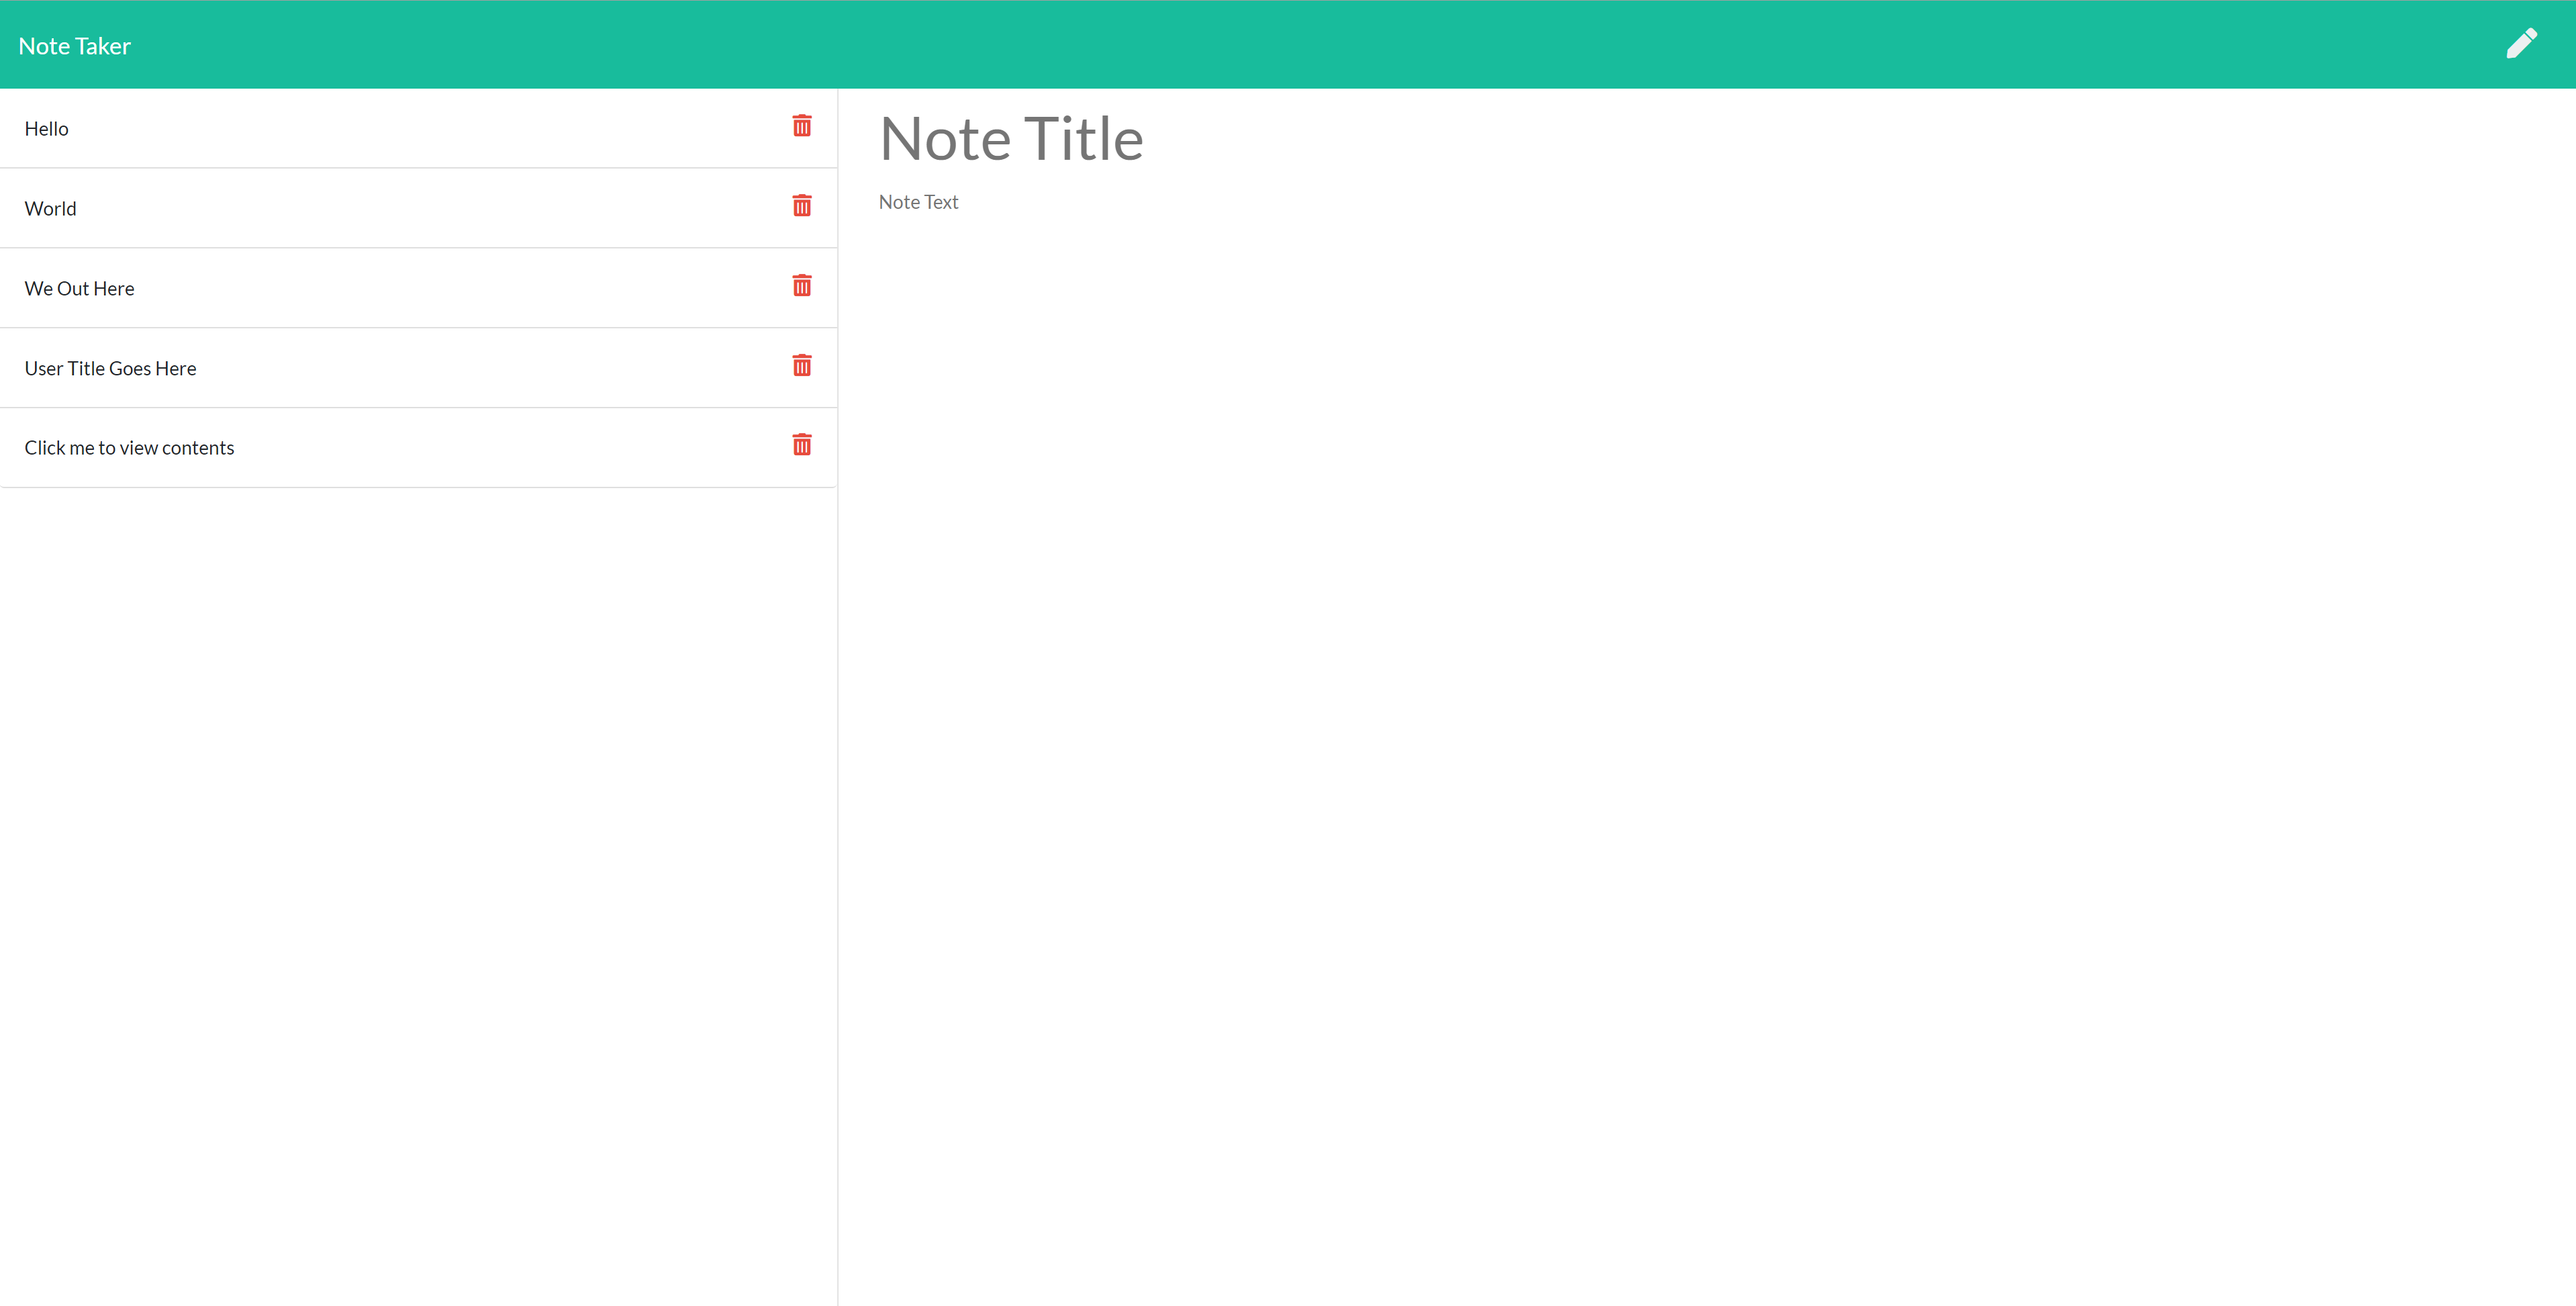 Note Taker
Hello
World
We Out Here
User Title Goes Here
Click me to view contents
Note Title
Note Text